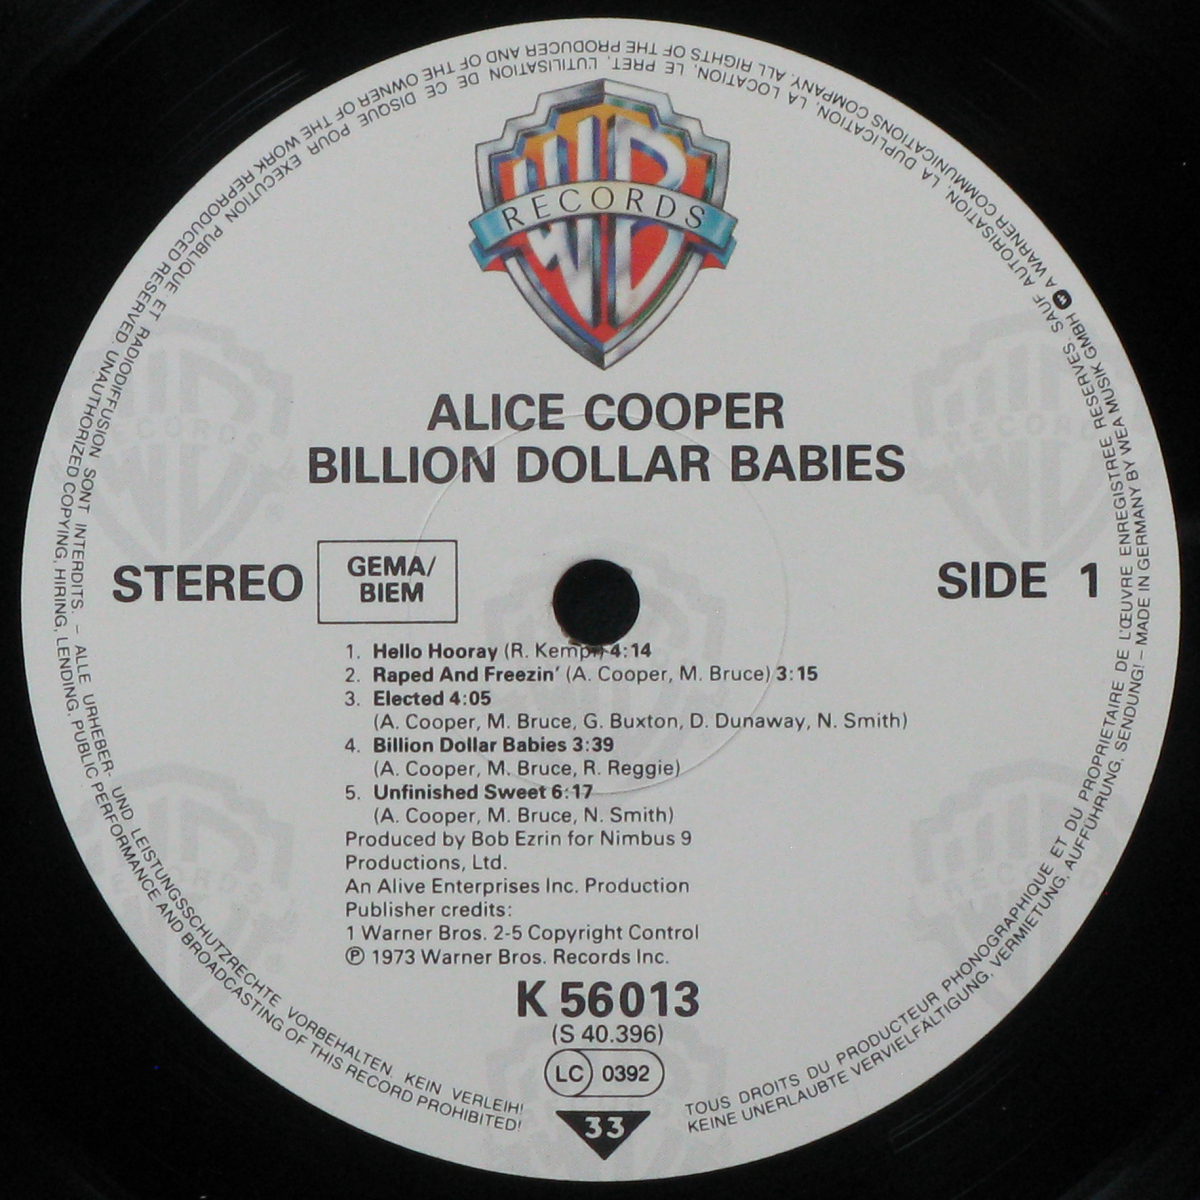 RECORDS
ALICE COOPER
BILLION DOLLAR BABIES
STEREO
GEMA/
BIEM
SIDE 1
1. Hello Hooray (R. Kemp) 4:14
2. Raped And Freezin' (A. Cooper, M. Bruce) 3:15
3. Elected 4:05
(A. Cooper, M. Bruce, G. Buxton, D. Dunaway, N. Smith)
4. Billion Dollar Babies 3:39
(A. Cooper, M. Bruce, R. Reggie)
5. Unfinished Sweet 6:17
(A. Cooper, M. Bruce, N. Smith)
Produced by Bob Ezrin for Nimbus 9
Productions, Ltd.
An Alive Enterprises Inc. Production
Publisher credits:
1 Warner Bros. 2-5 Copyright Control
℗ 1973 Warner Bros. Records Inc.
K 56013
(S 40.396)
LC 0392
33
TOUS DROITS DU PRODUCTEUR PHONOGRAPHIQUE ET DU PROPRIETAIRE DE L'ŒUVRE ENREGISTREE RESERVES. SAUF AUTORISATION, LA DUPLICATION, LA LOCATION, LE PRET, L'UTILISATION DE CE DISQUE POUR EXECUTION PUBLIQUE ET RADIODIFFUSION SONT INTERDITS. – ALLE URHEBER- UND LEISTUNGSSCHUTZRECHTE VORBEHALTEN. KEIN VERLEIH!
KEINE UNERLAUBTE VERVIELFÄLTIGUNG, VERMIETUNG, AUFFÜHRUNG, SENDUNG! – MADE IN GERMANY BY WEA MUSIK GMBH A WARNER COMMUNICATIONS COMPANY. ALL RIGHTS OF THE PRODUCER AND OF THE OWNER OF THE WORK REPRODUCED RESERVED. UNAUTHORIZED COPYING, HIRING, LENDING, PUBLIC PERFORMANCE AND BROADCASTING OF THIS RECORD PROHIBITED!